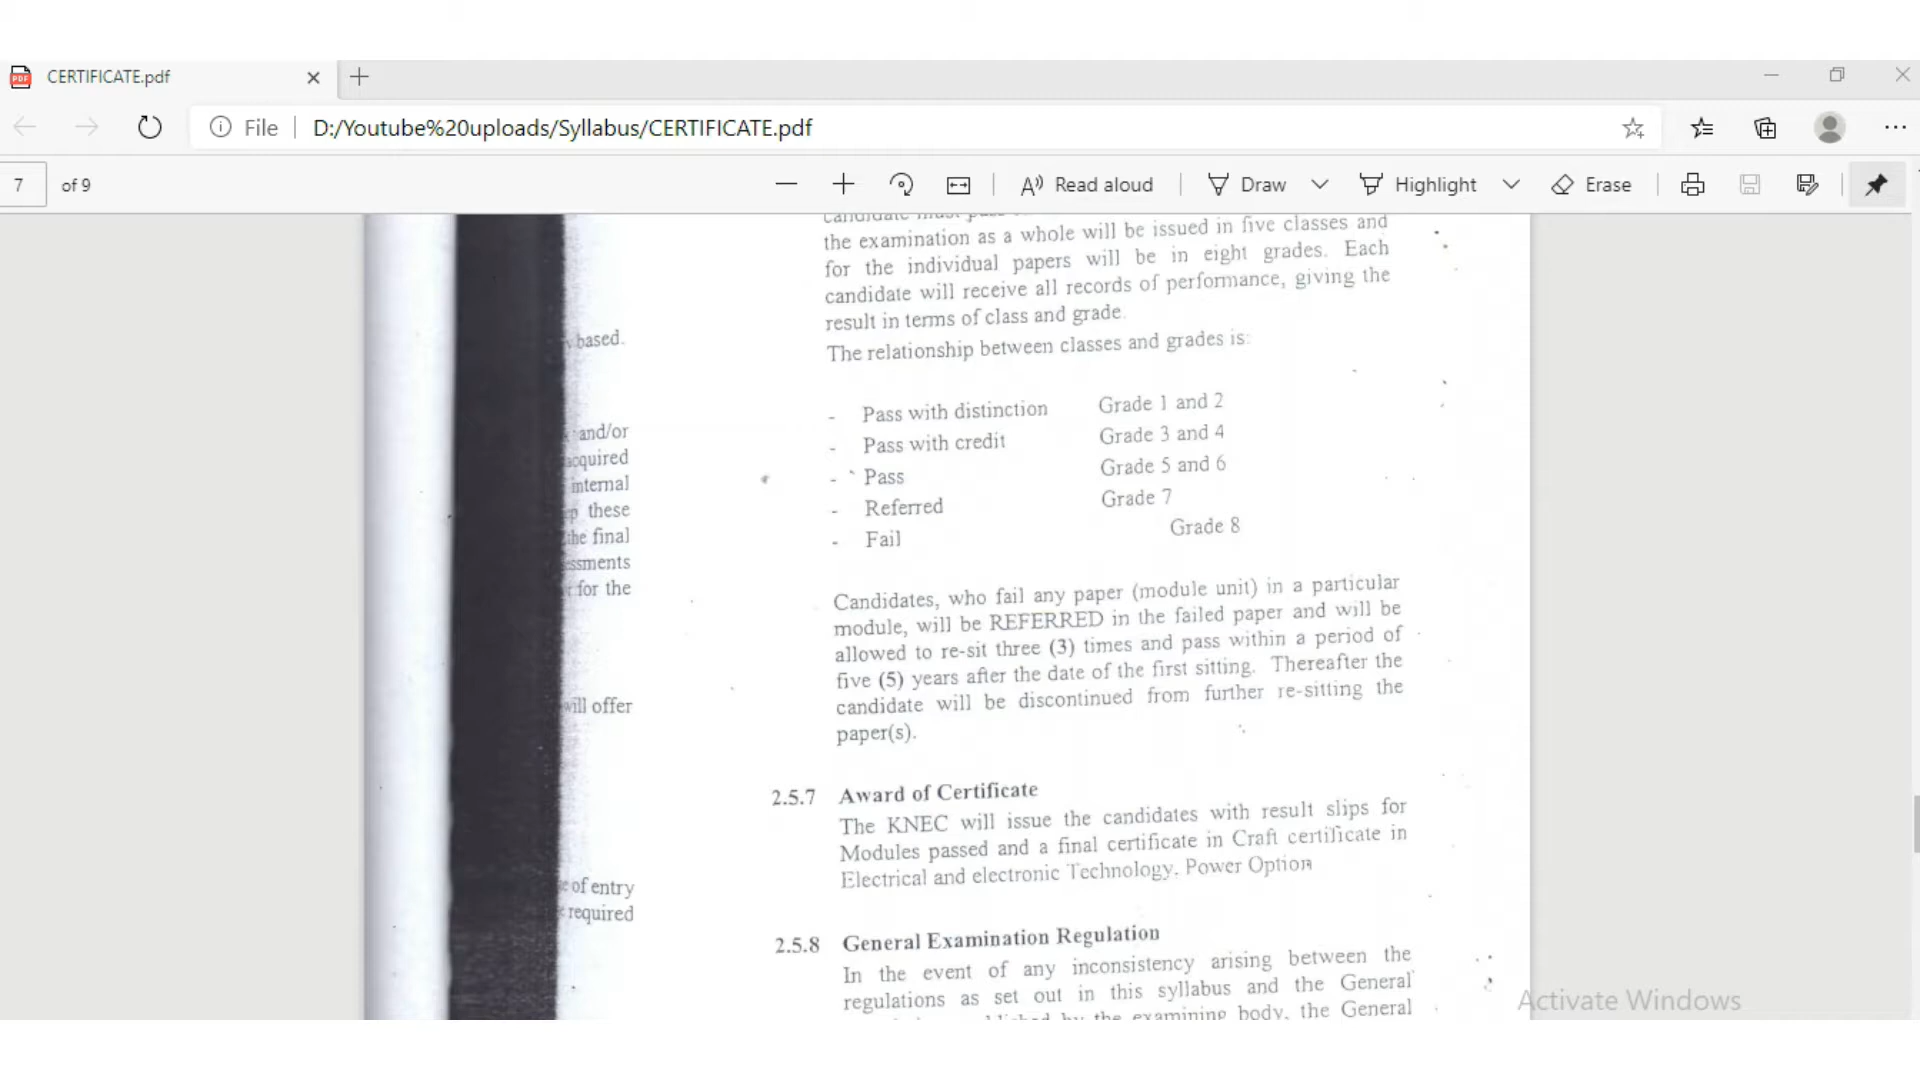 CERTIFICATE.pdf
File D:/Youtube%20uploads/Syllabus/CERTIFICATE.pdf
7 of 9
Read aloud Draw Highlight Erase
candidate must pass
the examination as a whole will be issued in five classes and
for the individual papers will be in eight grades. Each
candidate will receive all records of performance, giving the
result in terms of class and grade.
The relationship between classes and grades is:
- Pass with distinction Grade 1 and 2
- Pass with credit Grade 3 and 4
- Pass Grade 5 and 6
- Referred Grade 7
- Fail Grade 8
Candidates, who fail any paper (module unit) in a particular
module, will be REFERRED in the failed paper and will be
allowed to re-sit three (3) times and pass within a period of
five (5) years after the date of the first sitting. Thereafter the
candidate will be discontinued from further re-sitting the
paper(s).
2.5.7 Award of Certificate
The KNEC will issue the candidates with result slips for
Modules passed and a final certificate in Craft certificate in
Electrical and electronic Technology, Power Option
2.5.8 General Examination Regulation
In the event of any inconsistency arising between the
regulations as set out in this syllabus and the General
by the examining body, the General
based.
and/or
acquired
internal
these
the final
for the
will offer
of entry
required
Activate Windows